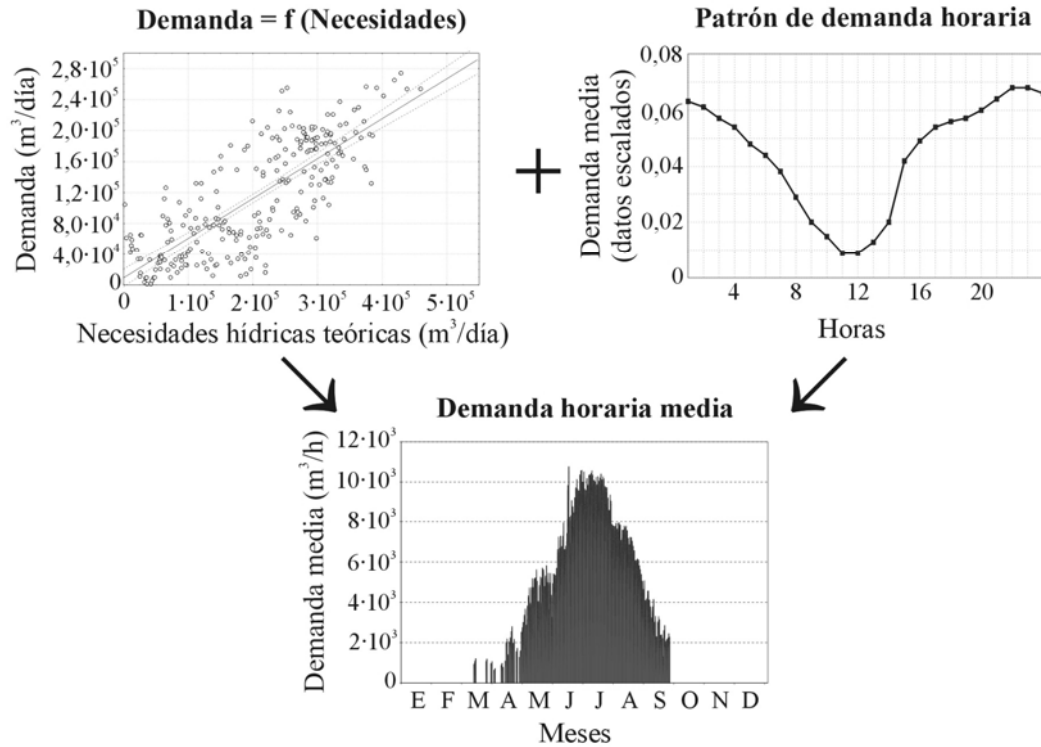 Demanda = f (Necesidades)
Demanda (m³/día)
2,8·10⁵
2,4·10⁵
2,0·10⁵
1,6·10⁵
1,2·10⁵
8,0·10⁴
4,0·10⁴
0
0 1·10⁵ 2·10⁵ 3·10⁵ 4·10⁵ 5·10⁵
Necesidades hídricas teóricas (m³/día)
+
Patrón de demanda horaria
Demanda media
((datos escalados)
0,08
0,06
0,04
0,02
0
4 8 12 16 20
Horas
Demanda horaria media
Demanda media (m³/h)
12·10³
10·10³
8·10³
6·10³
4·10³
2·10³
0
E F M A M J J A S O N D
Meses